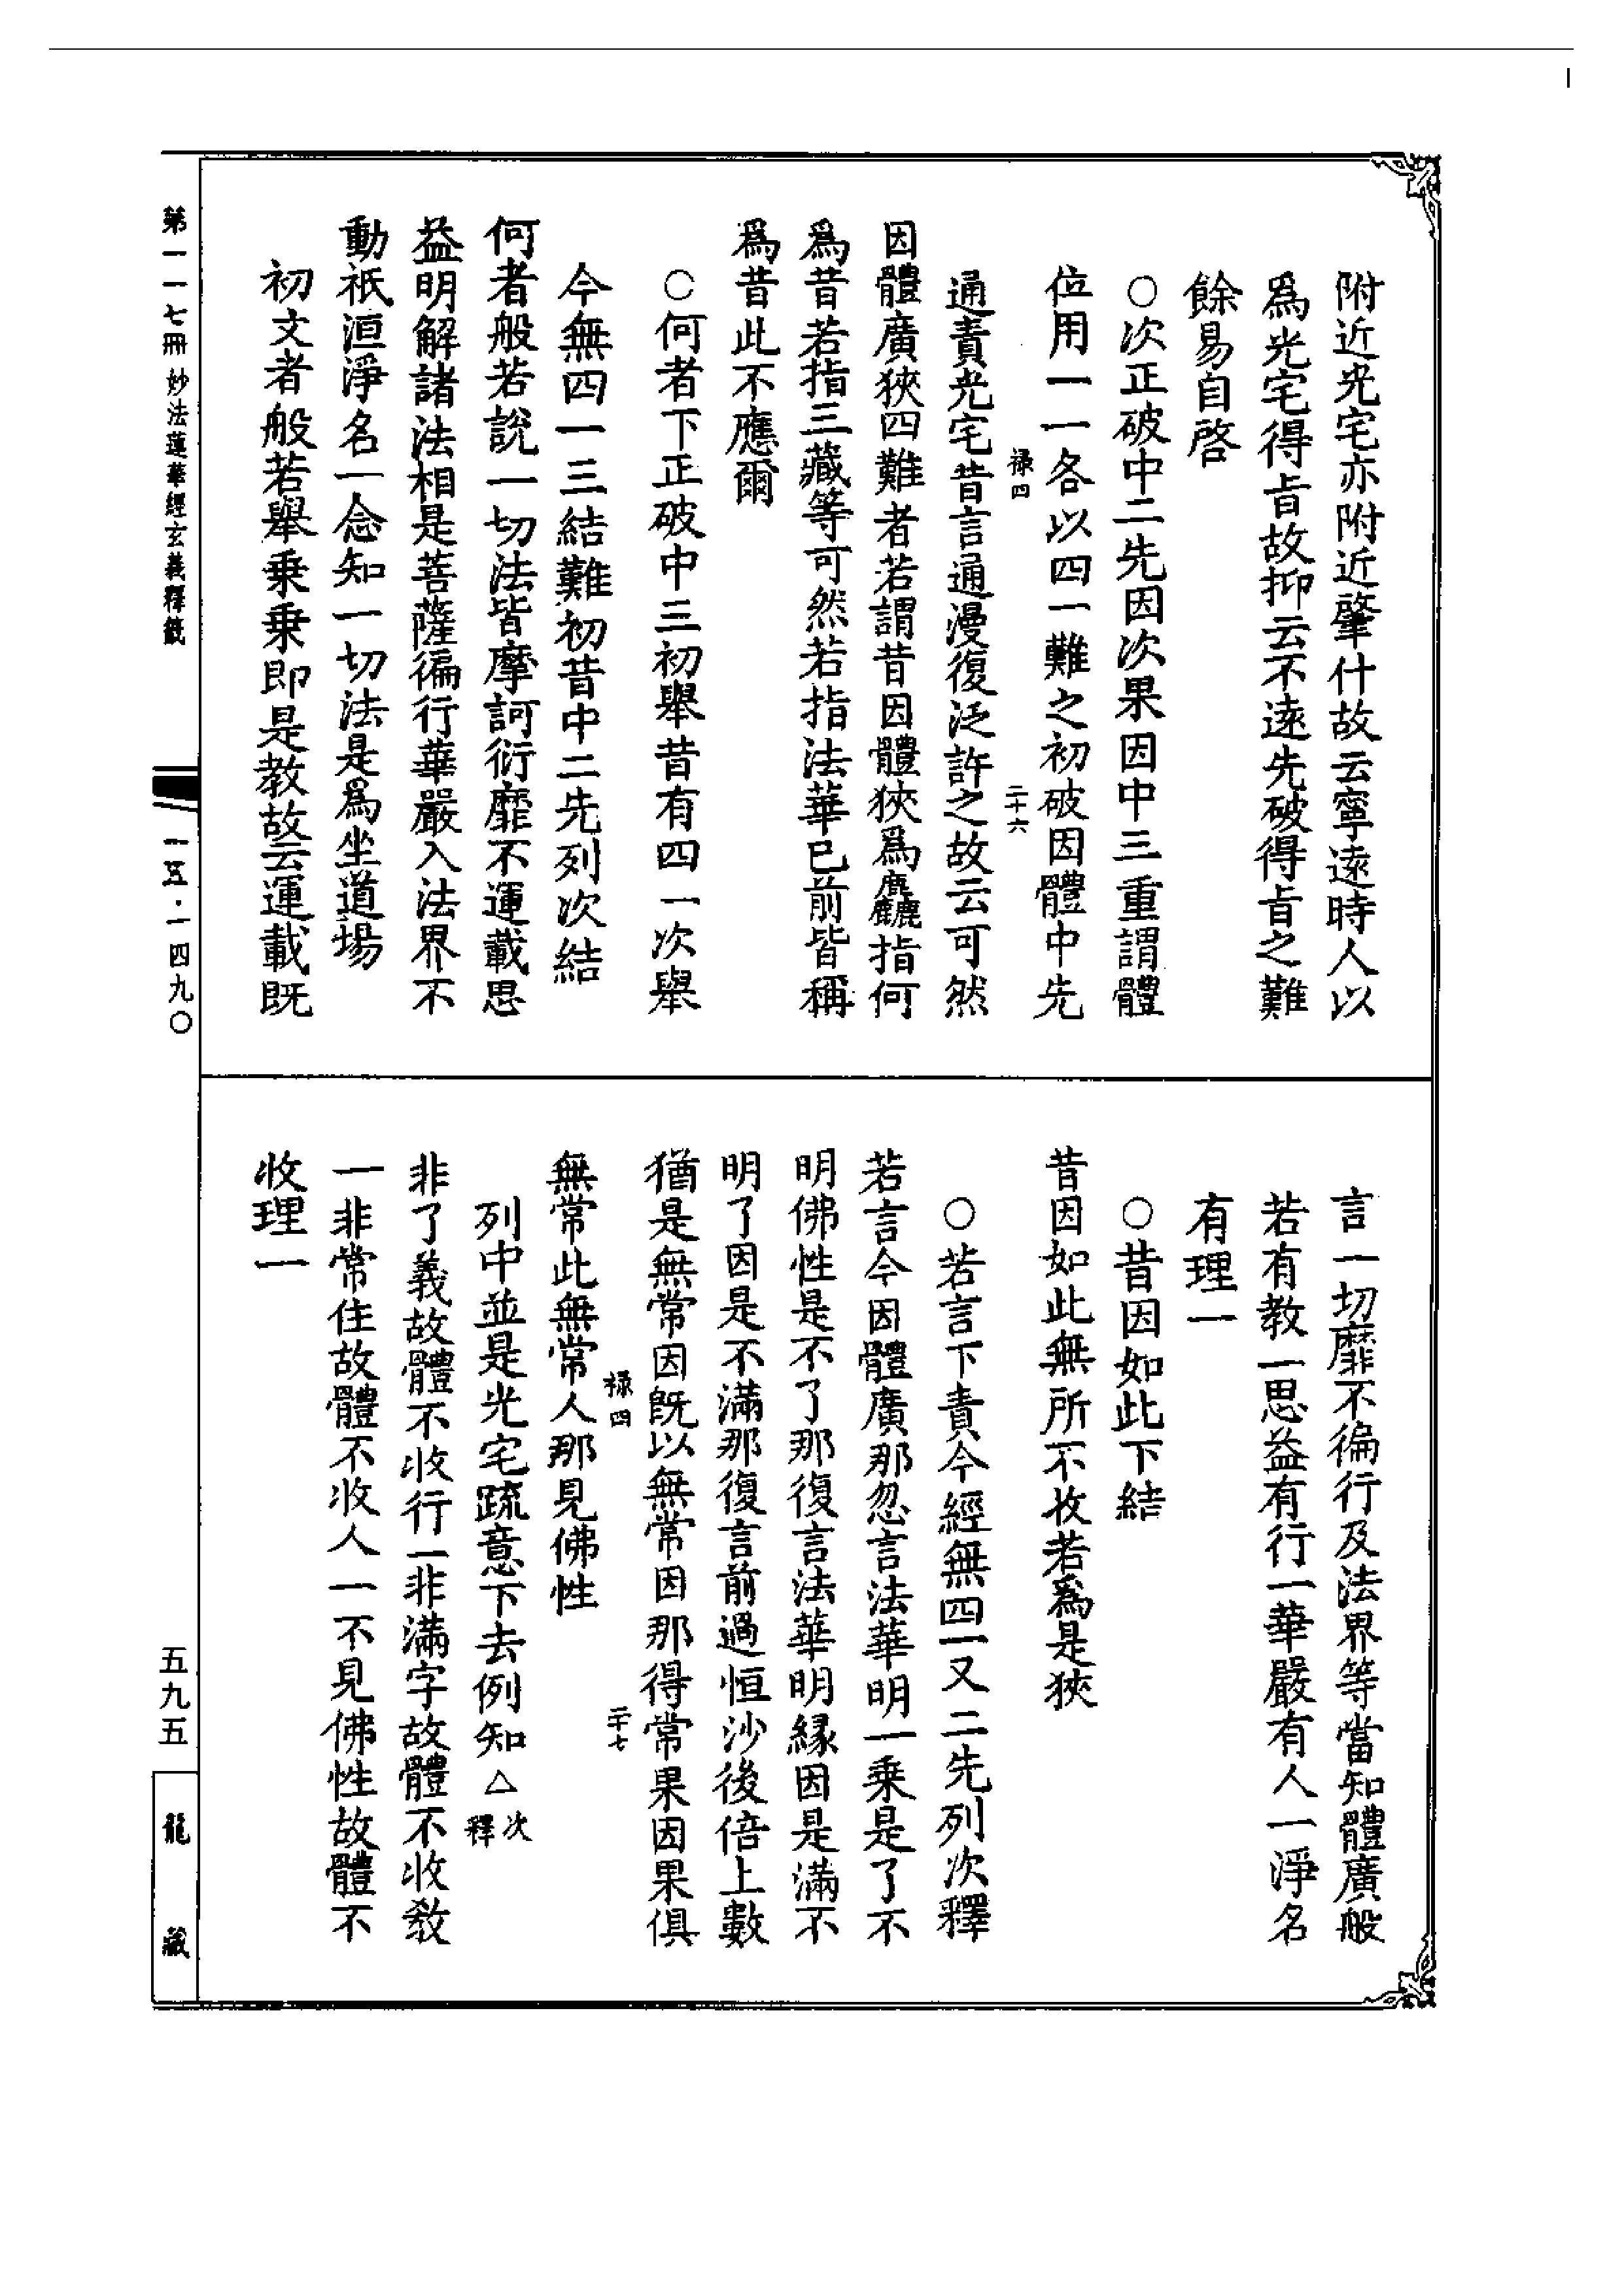 附近光宅亦附近肇什故云寧遠時人以
爲光宅得旨故抑云不遠先破得旨之難
餘易自啓
○次正破中二先因次果因中三重謂體
位用一一各以四一難之初破因體中先
祿四
二十六
通責光宅昔言通漫復泛許之故云可然
因體廣狹四難者若謂昔因體狹爲麤指何
爲昔若指三藏等可然若指法華已前皆稱
爲昔此不應爾
○何者下正破中三初舉昔有四一次舉
今無四一三結難初昔中二先列次結
何者般若說一切法皆摩訶衍靡不運載思
益明解諸法相是菩薩徧行華嚴入法界不
動祇洹淨名一念知一切法是爲坐道場
初文者般若舉乗乗即是教故云運載既
言一切靡不徧行及法界等當知體廣般
若有教一思益有行一華嚴有人一淨名
有理一
○昔因如此下結
昔因如此無所不收若爲是狹
○若言下責今經無四一又二先列次釋
若言今因體廣那忽言法華明一乗是了不
明佛性是不了那復言法華明緣因是滿不
明了因是不滿那復言前過恒沙後倍上數
猶是無常因既以無常因那得常果因果俱
祿四
二十七
無常此無常人那見佛性
列中並是光宅疏意下去例知△次釋
非了義故體不收行一非滿字故體不收教
一非常住故體不收人一不見佛性故體不
收理一
第一一七冊 妙法蓮華經玄義釋籤
一五·一四九〇
五九五
龍藏